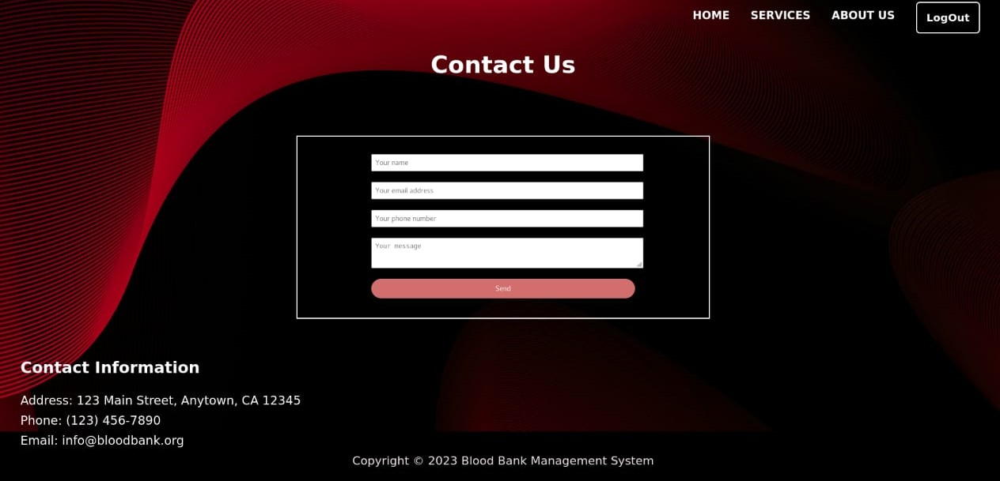 HOME SERVICES ABOUT US LogOut
Contact Us
Your name
Your email address
Your phone number
Your message
Send
Contact Information
Address: 123 Main Street, Anytown, CA 12345
Phone: (123) 456-7890
Email: info@bloodbank.org
Copyright © 2023 Blood Bank Management System